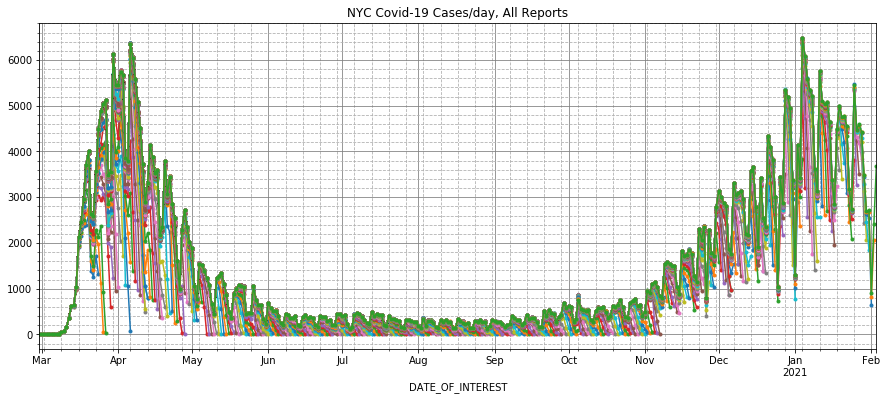 NYC Covid-19 Cases/day, All Reports
6000
5000
4000
3000
2000
1000
0
Mar Apr May Jun Jul Aug Sep Oct Nov Dec Jan Feb
2021
DATE_OF_INTEREST